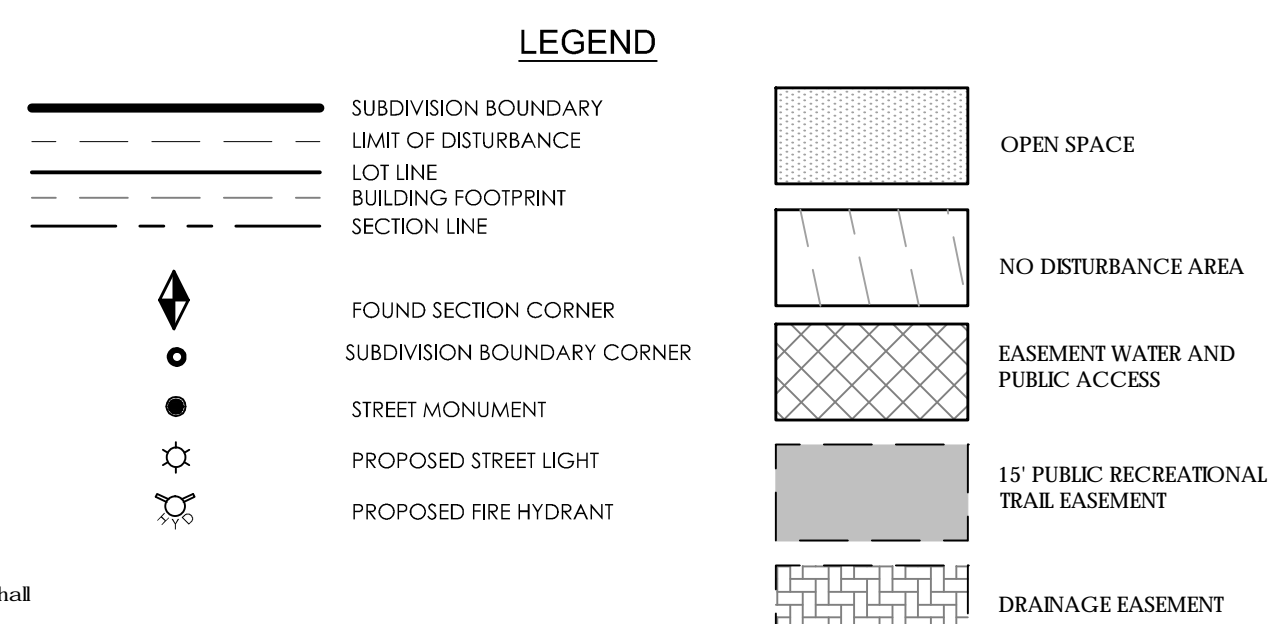 LEGEND
SUBDIVISION BOUNDARY
LIMIT OF DISTURBANCE
LOT LINE
BUILDING FOOTPRINT
SECTION LINE
FOUND SECTION CORNER
SUBDIVISION BOUNDARY CORNER
STREET MONUMENT
PROPOSED STREET LIGHT
HYD
PROPOSED FIRE HYDRANT
hall
OPEN SPACE
NO DISTURBANCE AREA
EASEMENT WATER AND
PUBLIC ACCESS
15' PUBLIC RECREATIONAL
TRAIL EASEMENT
DRAINAGE EASEMENT